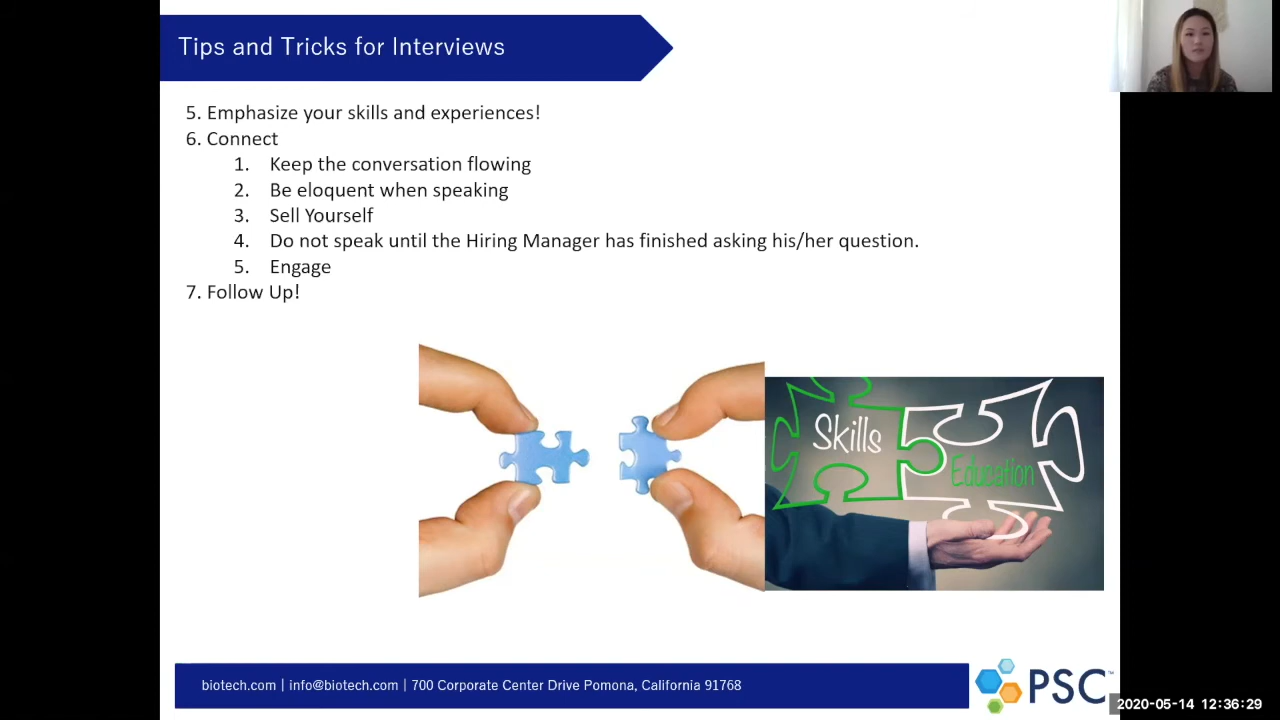 Tips and Tricks for Interviews
5. Emphasize your skills and experiences!
6. Connect
1. Keep the conversation flowing
2. Be eloquent when speaking
3. Sell Yourself
4. Do not speak until the Hiring Manager has finished asking his/her question.
5. Engage
7. Follow Up!
Skills
Education
biotech.com | info@biotech.com | 700 Corporate Center Drive Pomona, California 91768
PSC™
2020-05-14 12:36:29